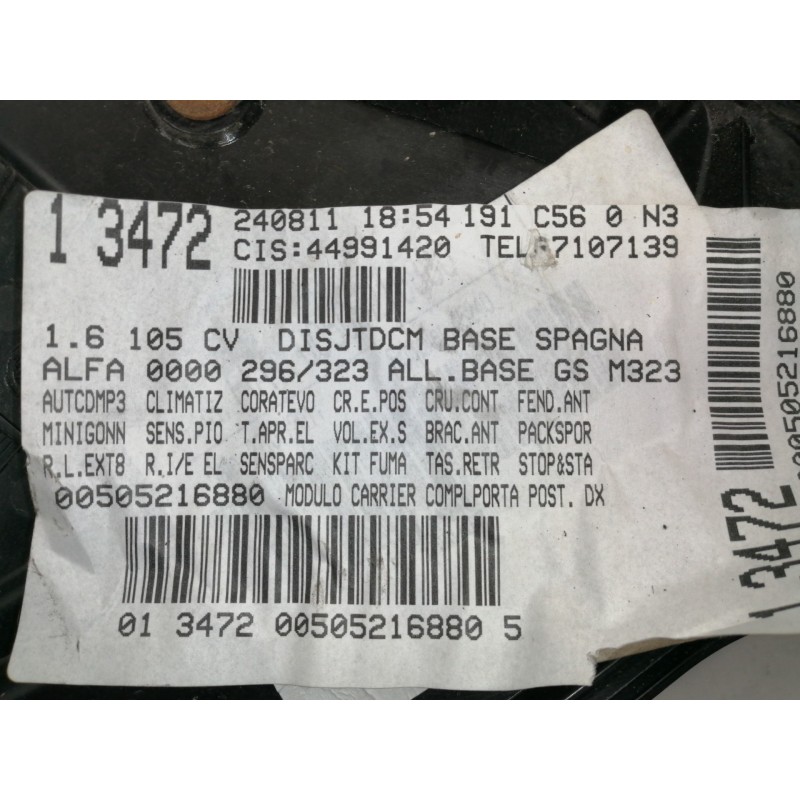 1 3472 240811 18:54 191 C56 0 N3
CIS:44991420 TEL:7107139
1.6 105 CV DISJTDCM BASE SPAGNA
ALFA 0000 296/323 ALL.BASE GS M323
AUTCDMP3 CLIMATIZ CORATEVO CR.E.POS CRU.CONT FEND.ANT
MINIGONN SENS.PIO T.APR.EL VOL.EX.S BRAC.ANT PACKSPOR
R.L.EXT8 R.I/E EL SENSPARC KIT FUMA TAS.RETR STOP&STA
00505216880 MODULO CARRIER COMPLPORTA POST. DX
01 3472 00505216880 5
00505216880
1 3472